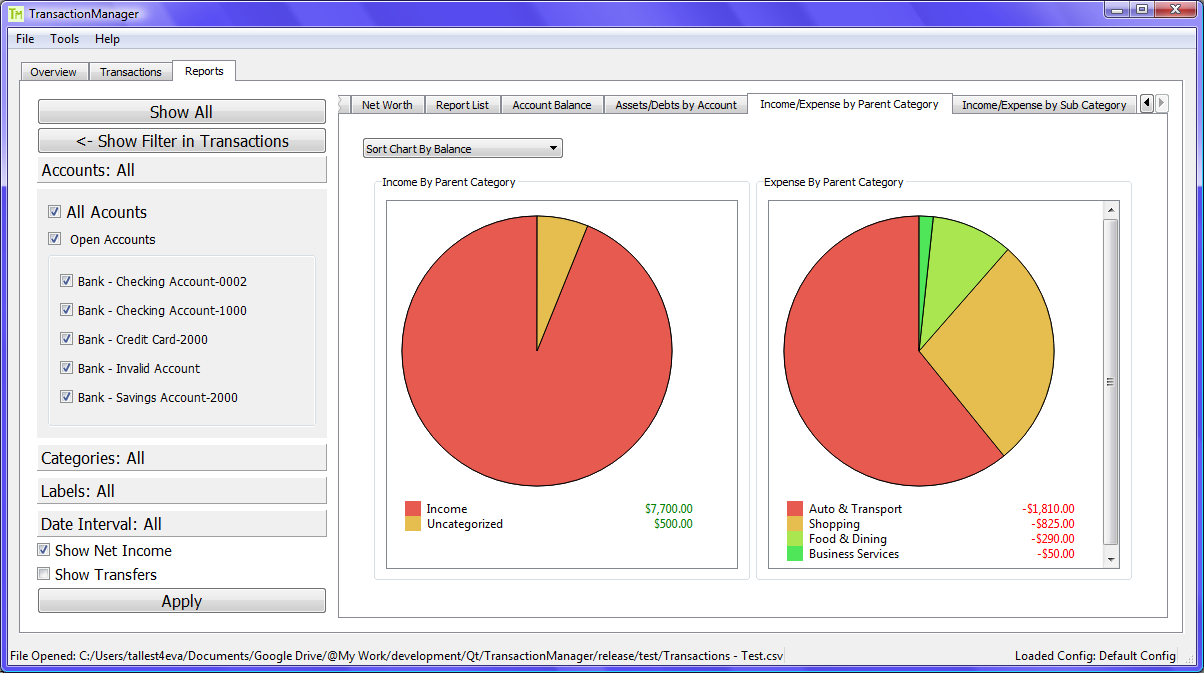 TM TransactionManager
File Tools Help
Overview Transactions Reports
Show All
<- Show Filter in Transactions
Accounts: All
All Acounts
Open Accounts
Bank - Checking Account-0002
Bank - Checking Account-1000
Bank - Credit Card-2000
Bank - Invalid Account
Bank - Savings Account-2000
Categories: All
Labels: All
Date Interval: All
Show Net Income
Show Transfers
Apply
Net Worth Report List Account Balance Assets/Debts by Account Income/Expense by Parent Category Income/Expense by Sub Category
Sort Chart By Balance
Income By Parent Category
Income $7,700.00
Uncategorized $500.00
Expense By Parent Category
Auto & Transport -$1,810.00
Shopping -$825.00
Food & Dining -$290.00
Business Services -$50.00
File Opened: C:/Users/tallest4eva/Documents/Google Drive/@My Work/development/Qt/TransactionManager/release/test/Transactions - Test.csv
Loaded Config: Default Config